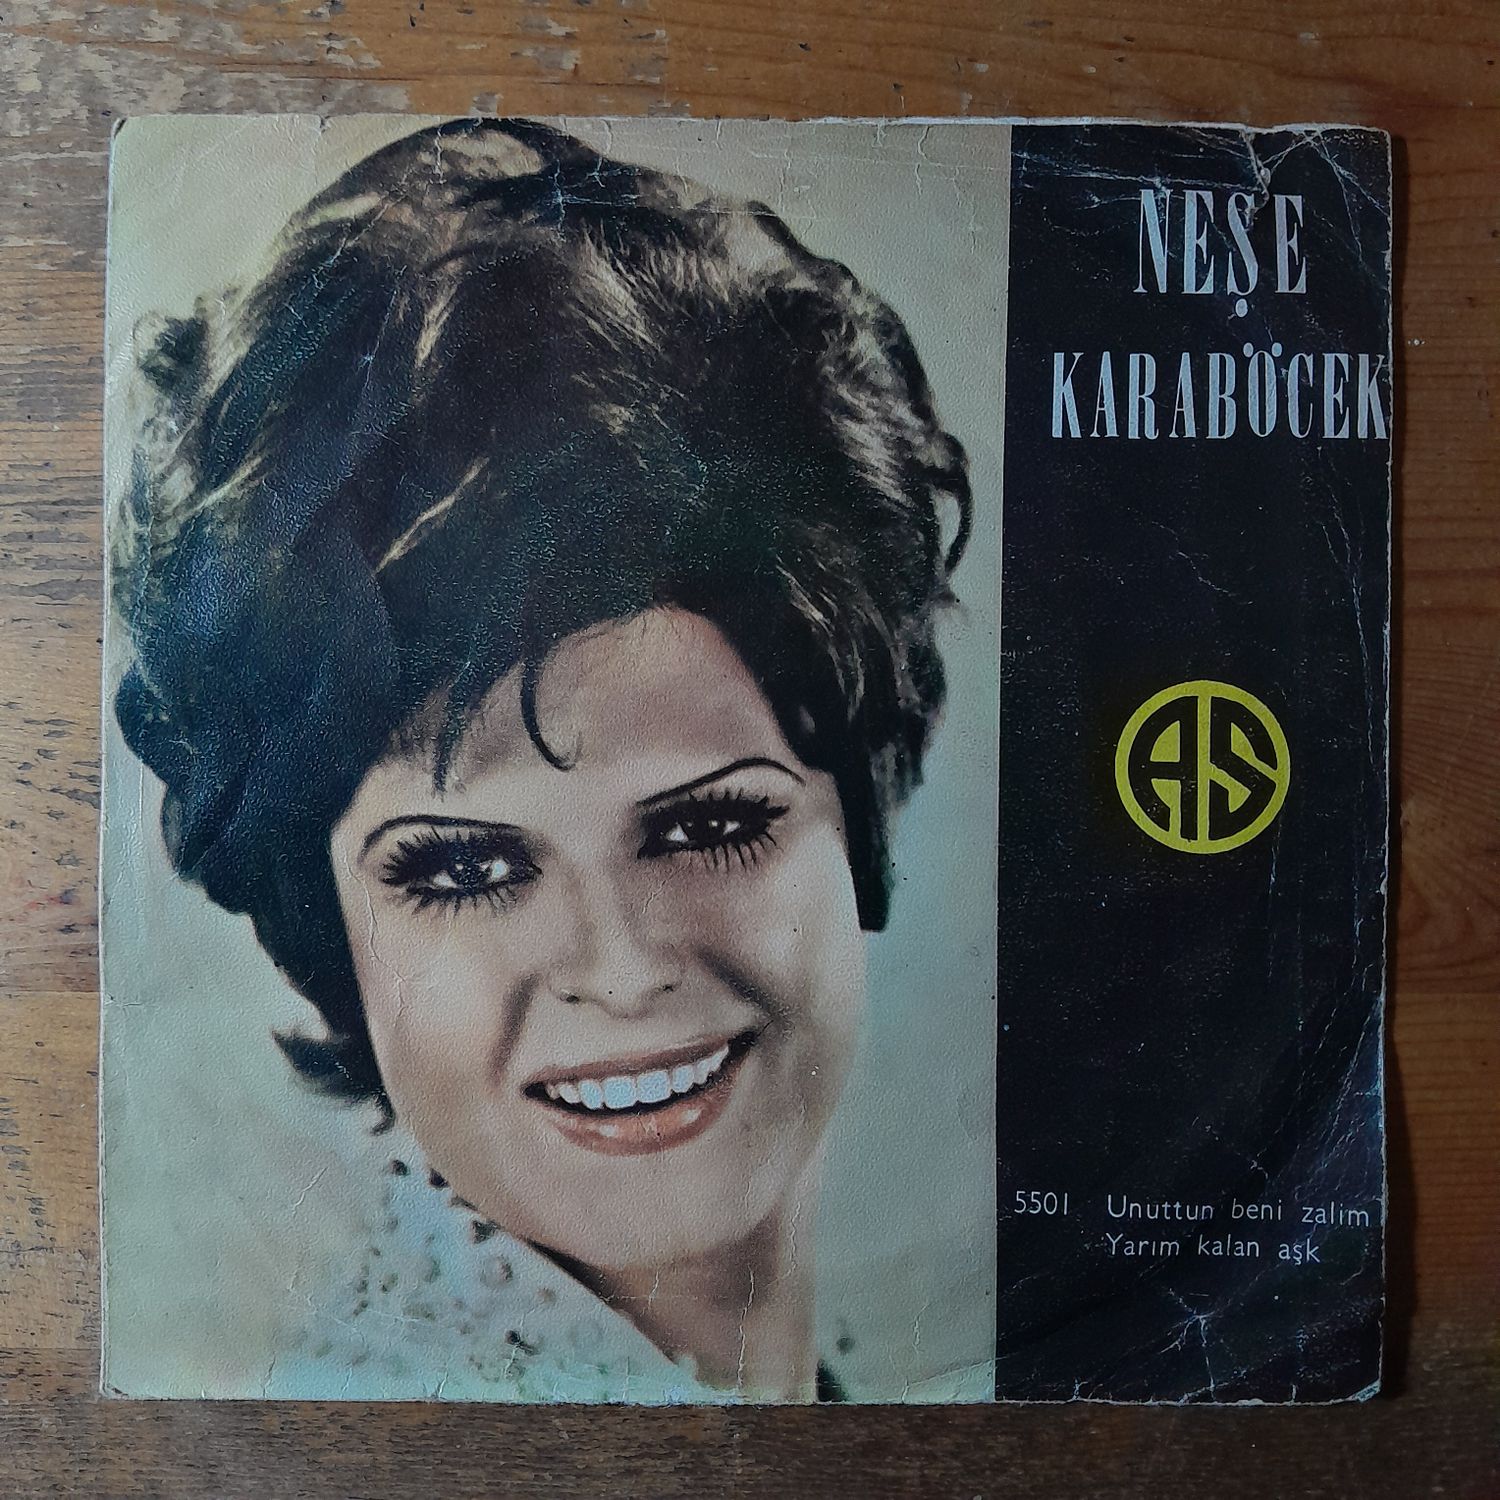 NEŞE
KARABÖCEK
AS
5501 Unuttun beni zalim
Yarım kalan aşk